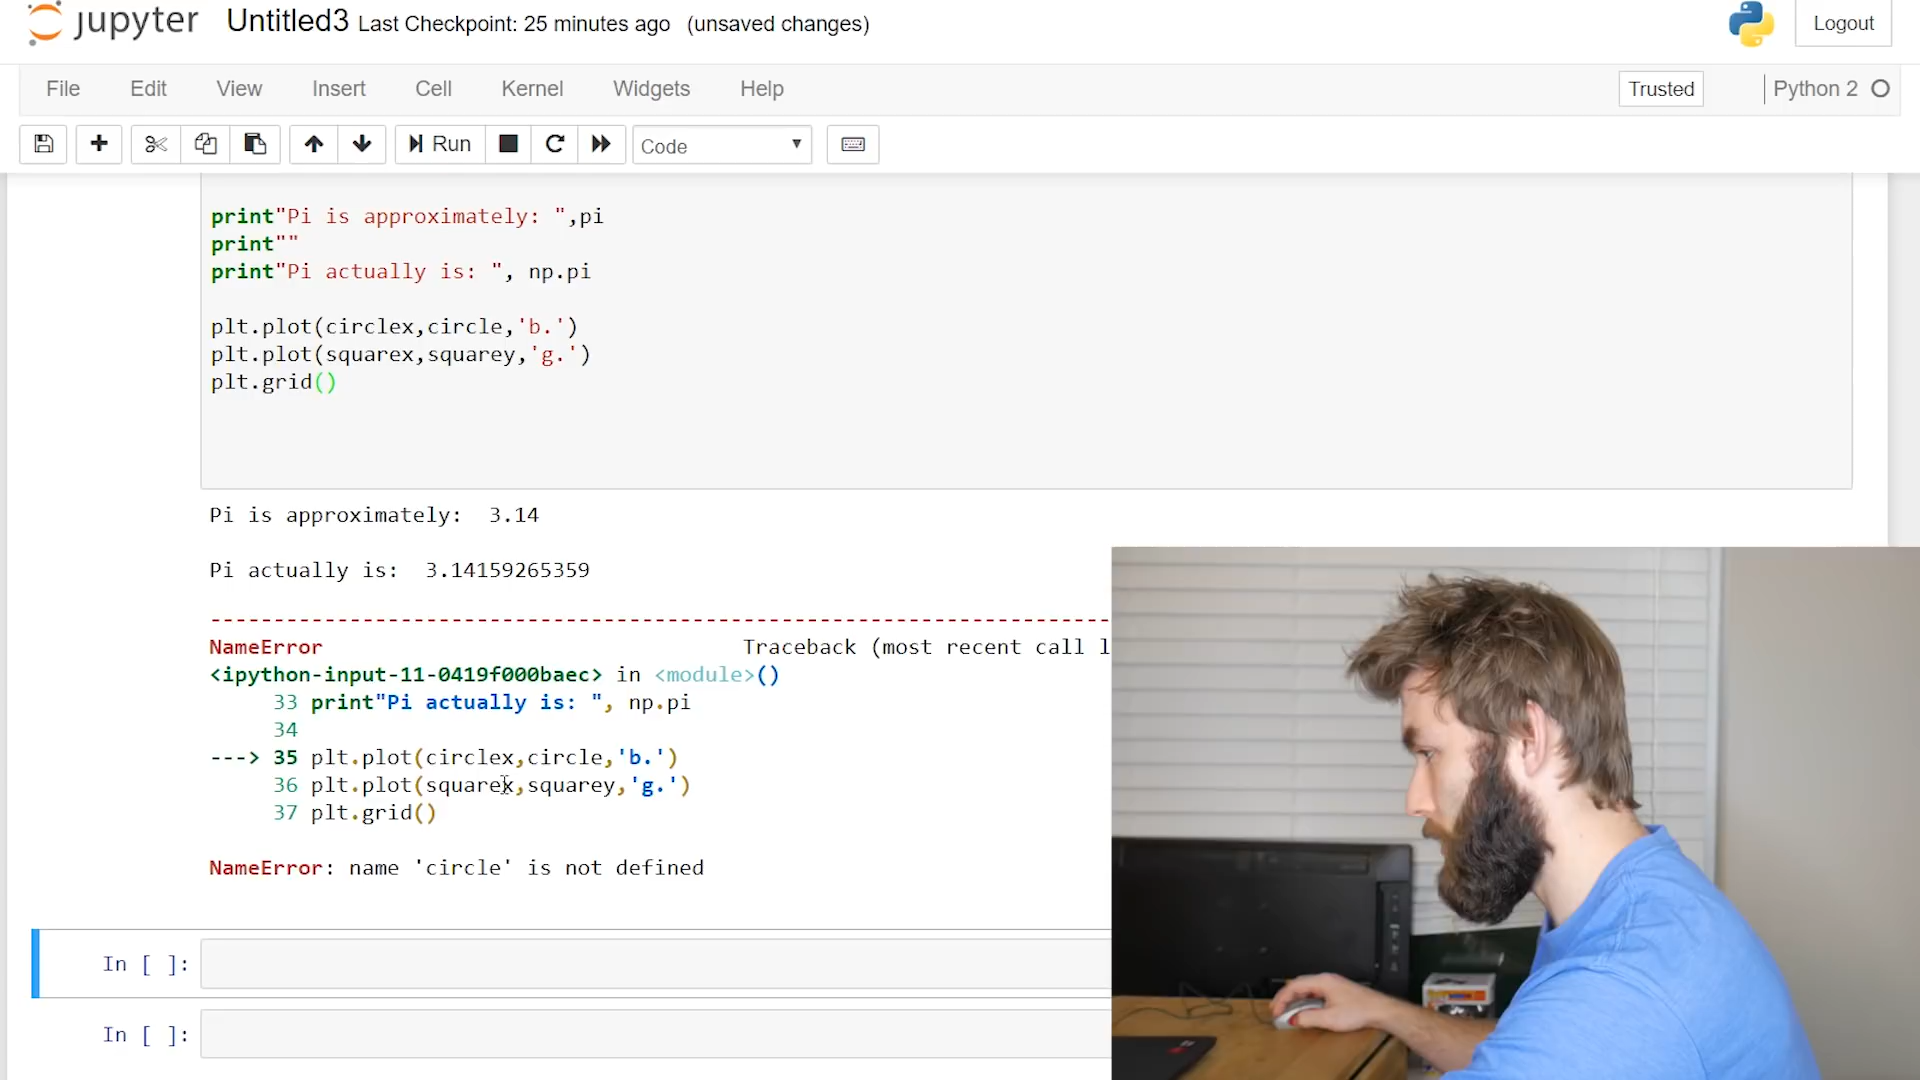 jupyter Untitled3 Last Checkpoint: 25 minutes ago (unsaved changes) Logout
File Edit View Insert Cell Kernel Widgets Help Trusted Python 2
Run Code
print"Pi is approximately: ",pi
print""
print"Pi actually is: ", np.pi
plt.plot(circlex,circle,'b.')
plt.plot(squarex,squarey,'g.')
plt.grid()
Pi is approximately:  3.14
Pi actually is:  3.14159265359
---------------------------------------------------------------------------
NameError Traceback (most recent call l
<ipython-input-11-0419f000baec> in <module>()
33 print"Pi actually is: ", np.pi
34
---> 35 plt.plot(circlex,circle,'b.')
36 plt.plot(squarex,squarey,'g.')
37 plt.grid()
NameError: name 'circle' is not defined
In [ ]:
In [ ]: